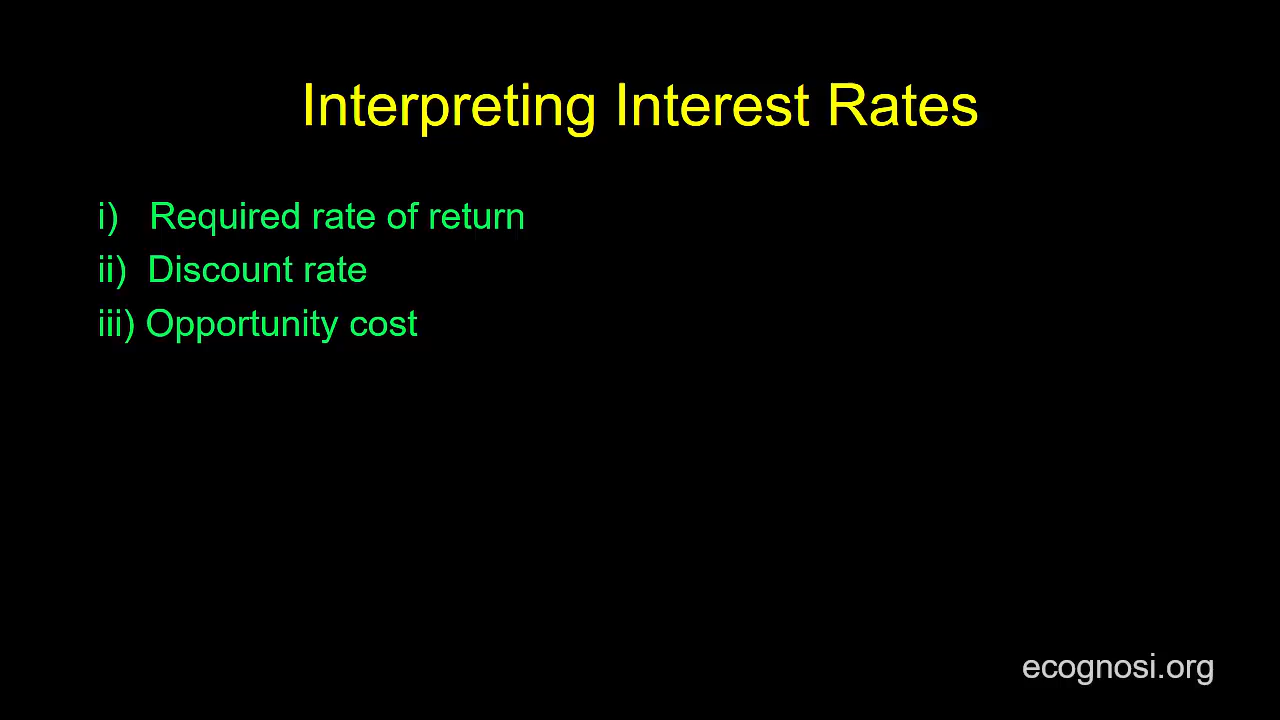 Interpreting Interest Rates
i) Required rate of return
ii) Discount rate
iii) Opportunity cost
ecognosi.org